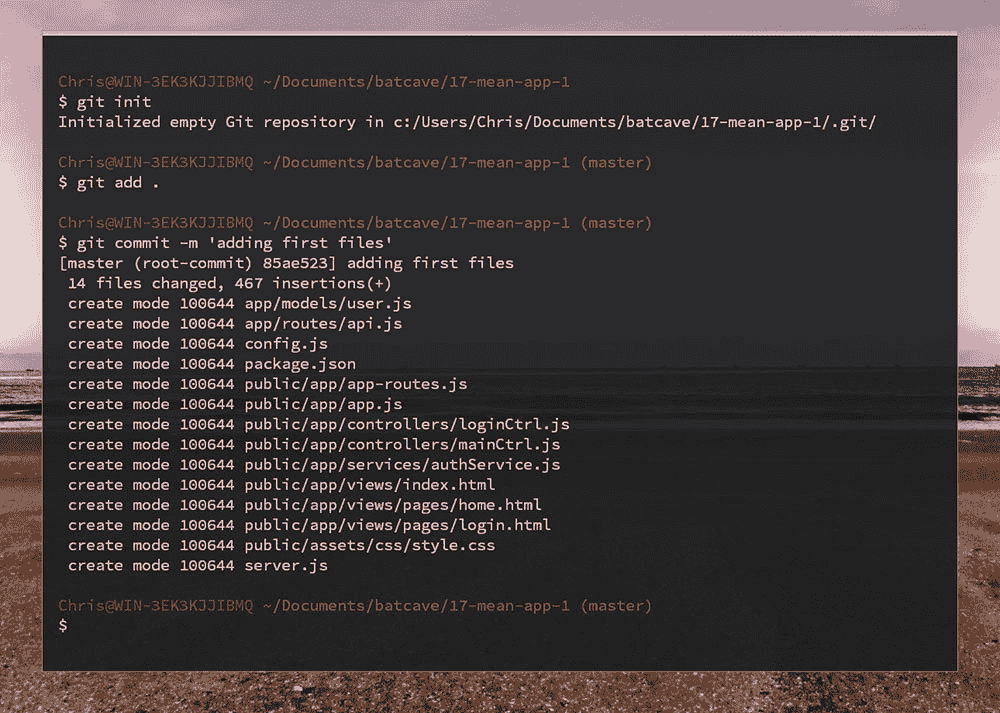 Chris@WIN-3EK3KJJIBMQ ~/Documents/batcave/17-mean-app-1
$ git init
Initialized empty Git repository in c:/Users/Chris/Documents/batcave/17-mean-app-1/.git/
Chris@WIN-3EK3KJJIBMQ ~/Documents/batcave/17-mean-app-1 (master)
$ git add .
Chris@WIN-3EK3KJJIBMQ ~/Documents/batcave/17-mean-app-1 (master)
$ git commit -m 'adding first files'
[master (root-commit) 85ae523] adding first files
14 files changed, 467 insertions(+)
create mode 100644 app/models/user.js
create mode 100644 app/routes/api.js
create mode 100644 config.js
create mode 100644 package.json
create mode 100644 public/app/app-routes.js
create mode 100644 public/app/app.js
create mode 100644 public/app/controllers/loginCtrl.js
create mode 100644 public/app/controllers/mainCtrl.js
create mode 100644 public/app/services/authService.js
create mode 100644 public/app/views/index.html
create mode 100644 public/app/views/pages/home.html
create mode 100644 public/app/views/pages/login.html
create mode 100644 public/assets/css/style.css
create mode 100644 server.js
Chris@WIN-3EK3KJJIBMQ ~/Documents/batcave/17-mean-app-1 (master)
$